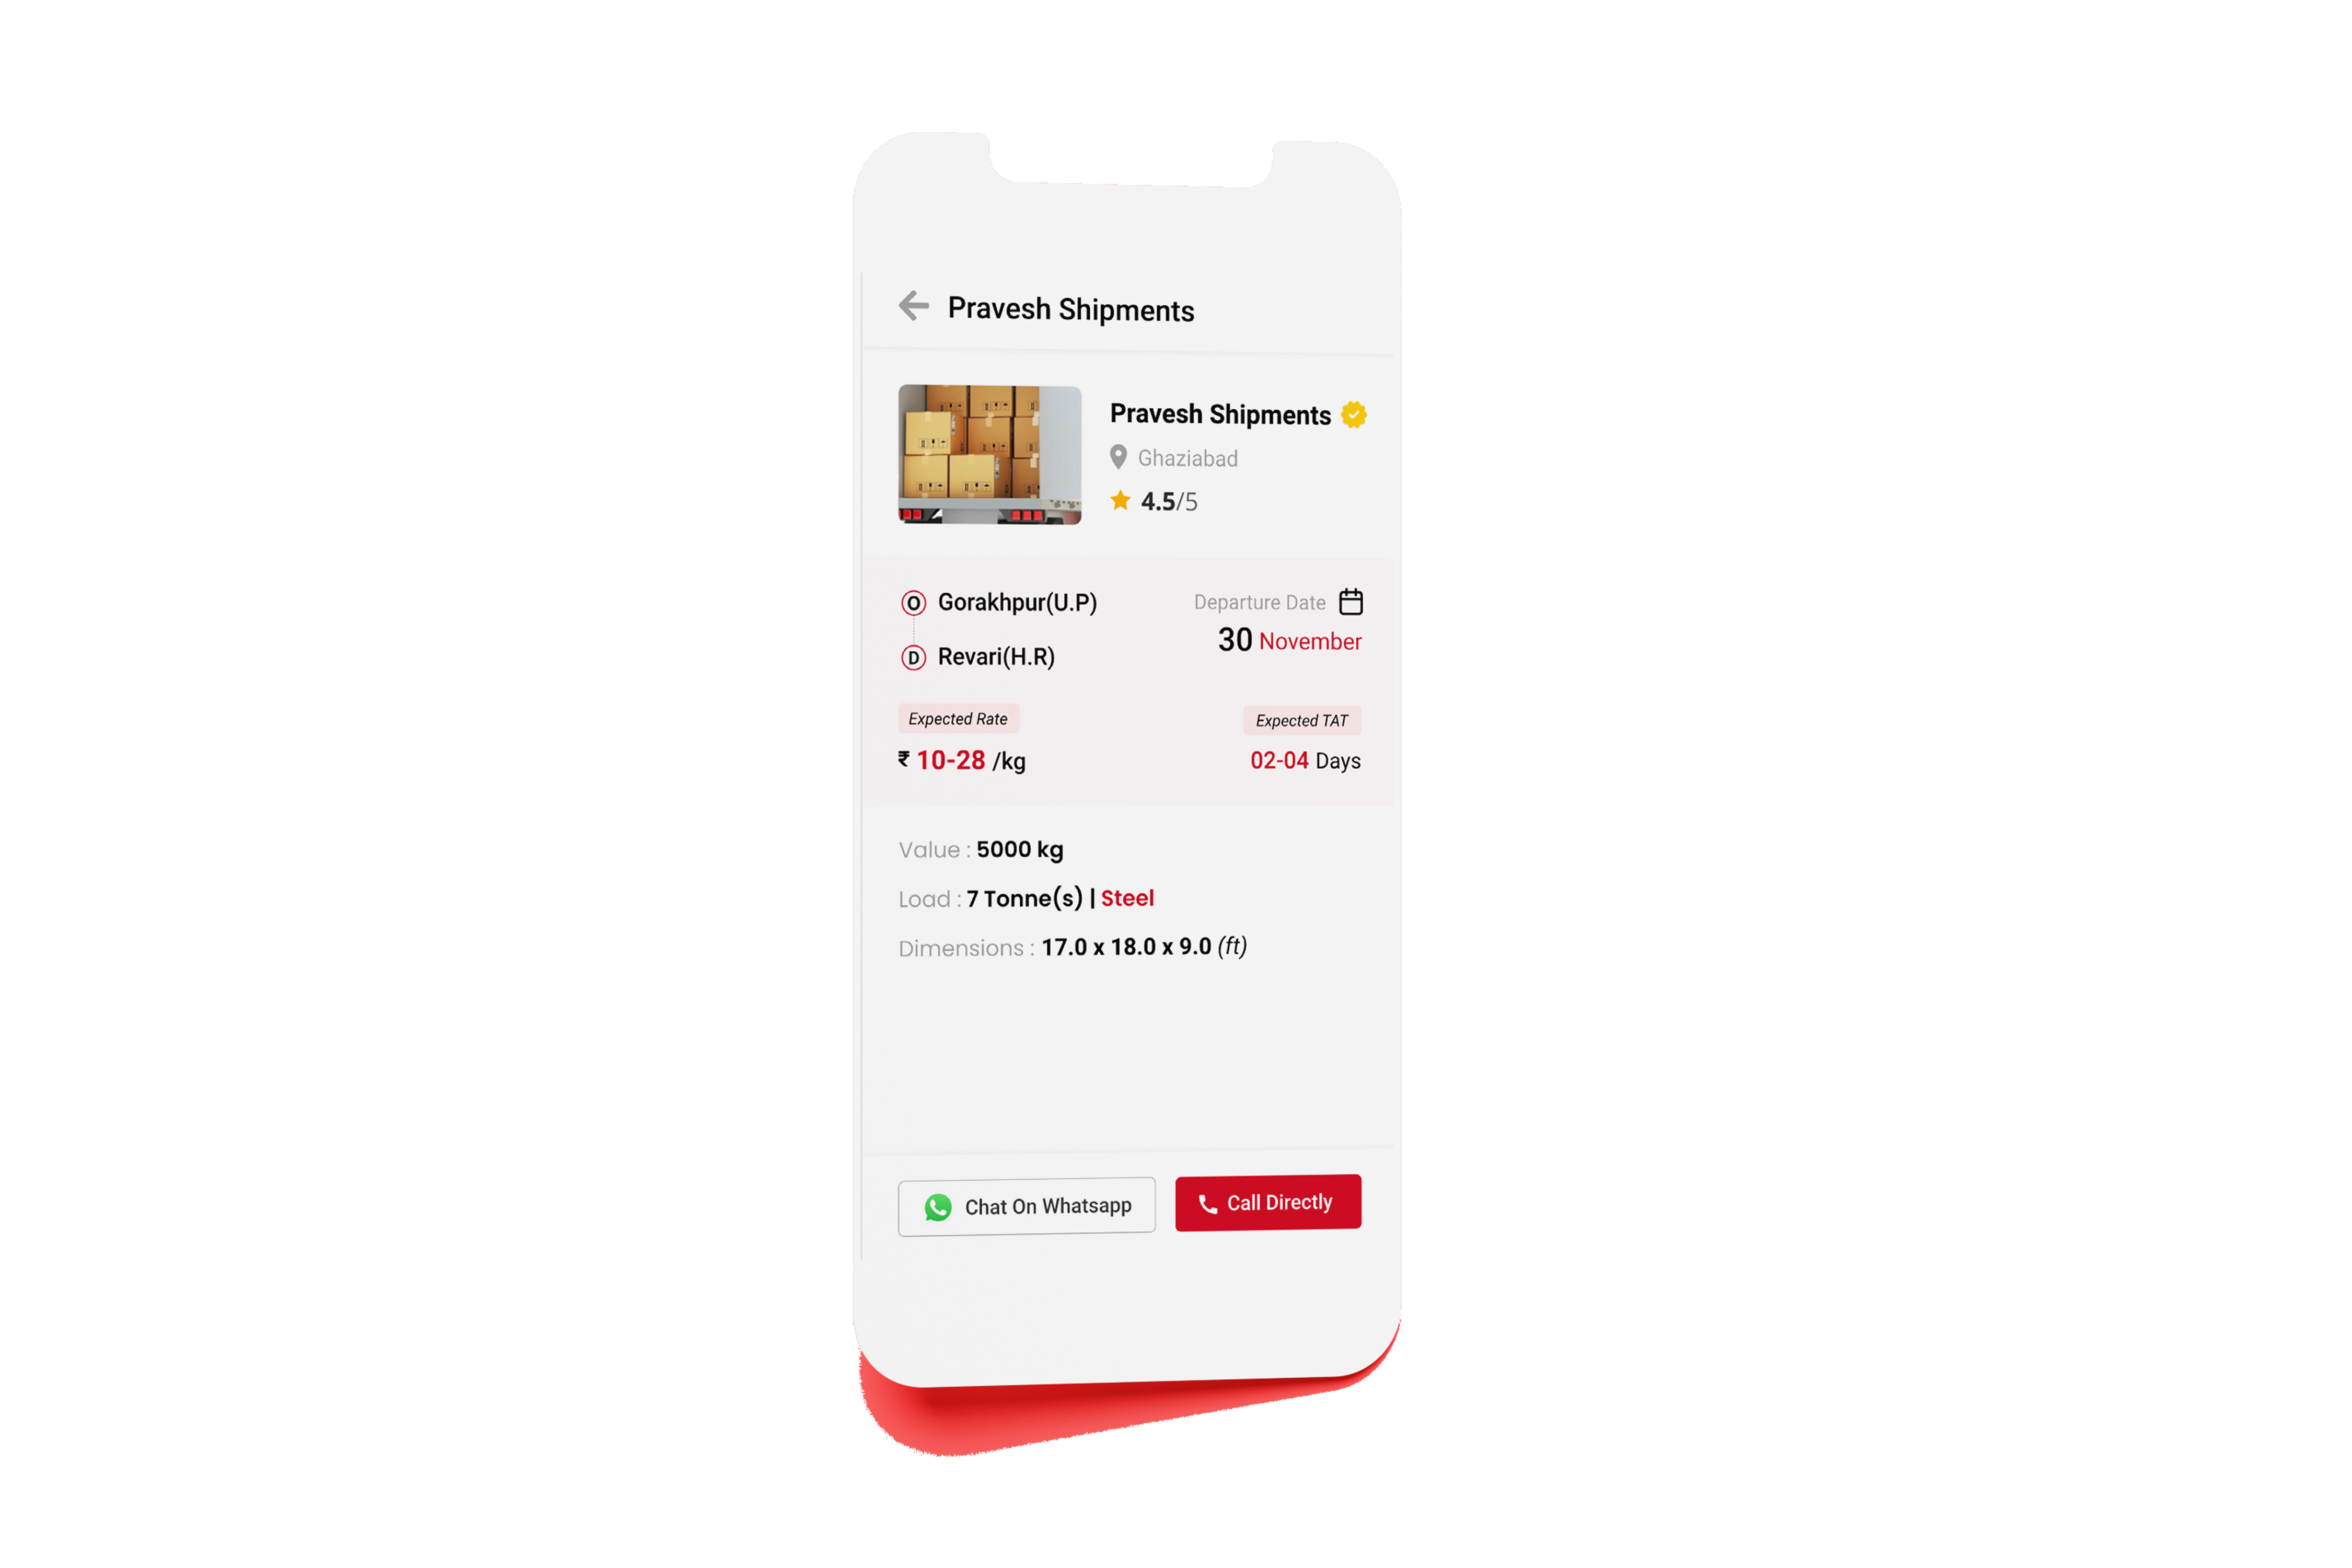 Pravesh Shipments
Pravesh Shipments
Ghaziabad
4.5/5
O Gorakhpur(U.P)
D Revari(H.R)
Departure Date
30 November
Expected Rate
₹ 10-28 /kg
Expected TAT
02-04 Days
Value : 5000 kg
Load : 7 Tonne(s) | Steel
Dimensions : 17.0 x 18.0 x 9.0 (ft)
Chat On Whatsapp
Call Directly